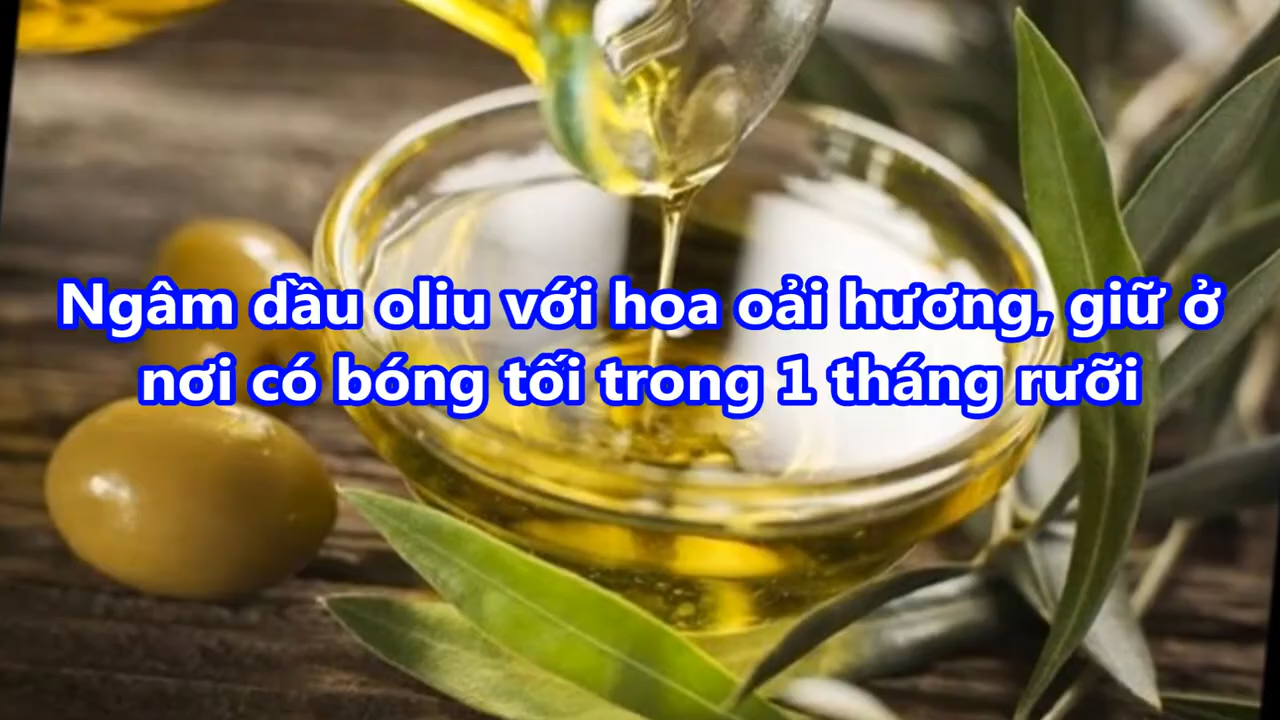 Ngâm dầu oliu với hoa oải hương, giữ ở
nơi có bóng tối trong 1 tháng rưỡi